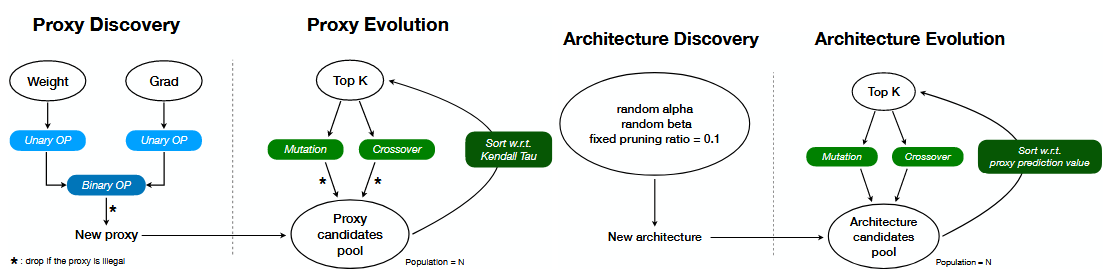 Proxy Discovery
Weight
Grad
Unary OP
Unary OP
Binary OP
*
New proxy
* : drop if the proxy is illegal
Proxy Evolution
Top K
Mutation
Crossover
Sort w.r.t.
Kendall Tau
*
*
Proxy
candidates
pool
Population = N
Architecture Discovery
random alpha
random beta
fixed pruning ratio = 0.1
New architecture
Architecture Evolution
Top K
Mutation
Crossover
Sort w.r.t.
proxy prediction value
Architecture
candidates
pool
Population = N